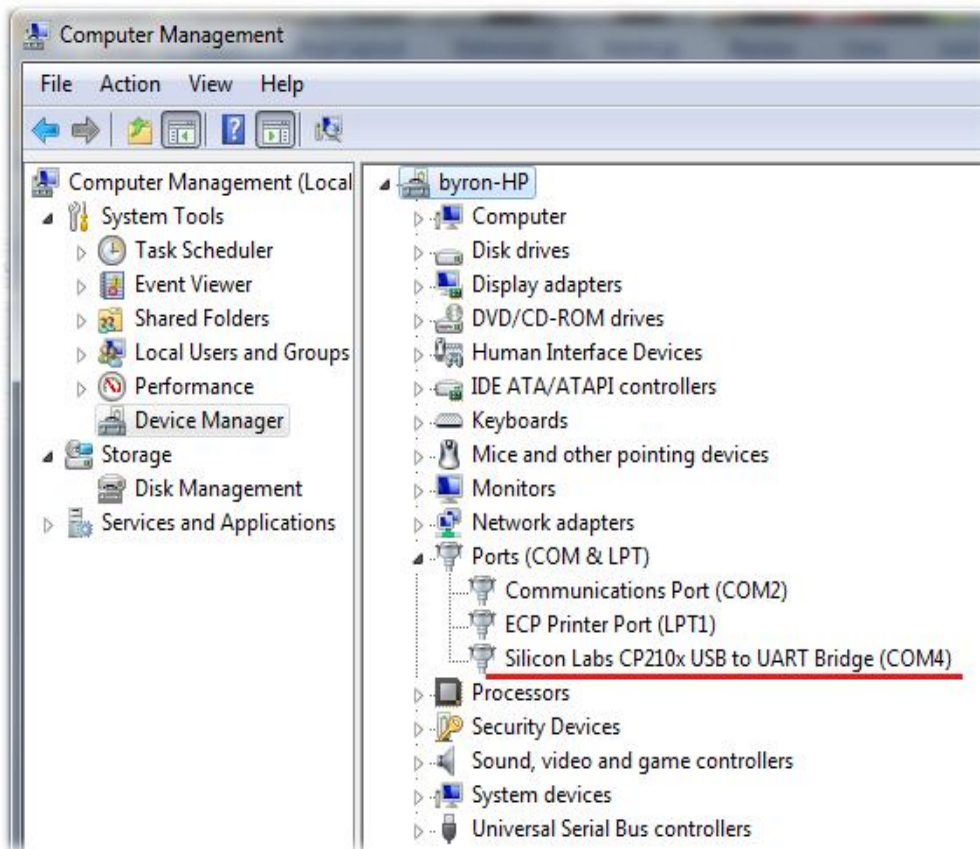 Computer Management
File Action View Help
Computer Management (Local
System Tools
Task Scheduler
Event Viewer
Shared Folders
Local Users and Groups
Performance
Device Manager
Storage
Disk Management
Services and Applications
byron-HP
Computer
Disk drives
Display adapters
DVD/CD-ROM drives
Human Interface Devices
IDE ATA/ATAPI controllers
Keyboards
Mice and other pointing devices
Monitors
Network adapters
Ports (COM & LPT)
Communications Port (COM2)
ECP Printer Port (LPT1)
Silicon Labs CP210x USB to UART Bridge (COM4)
Processors
Security Devices
Sound, video and game controllers
System devices
Universal Serial Bus controllers